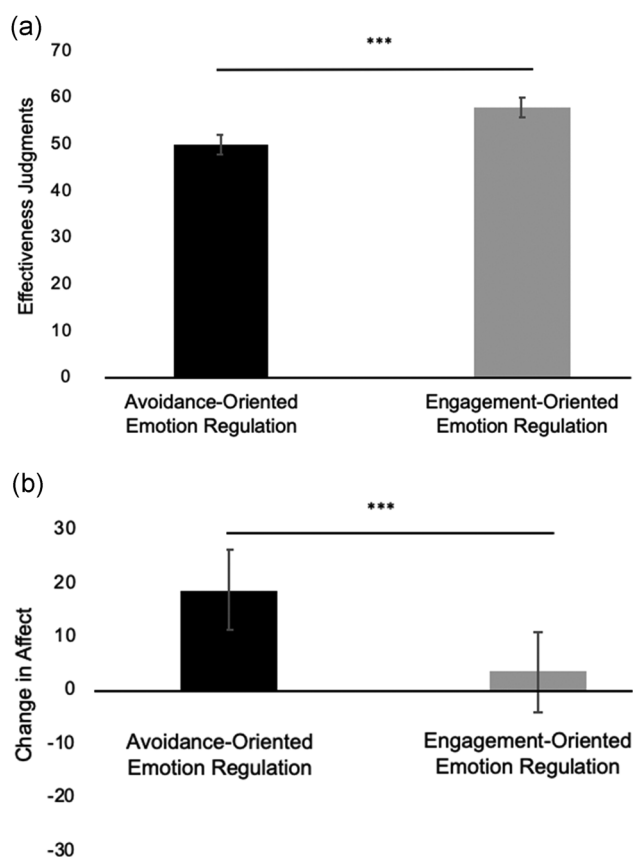 (a)
70
***
60
50
40
30
20
10
0
Effectiveness Judgments
Avoidance-Oriented
Emotion Regulation
Engagement-Oriented
Emotion Regulation
(b)
30
***
20
10
0
-10
-20
-30
Change in Affect
Avoidance-Oriented
Emotion Regulation
Engagement-Oriented
Emotion Regulation